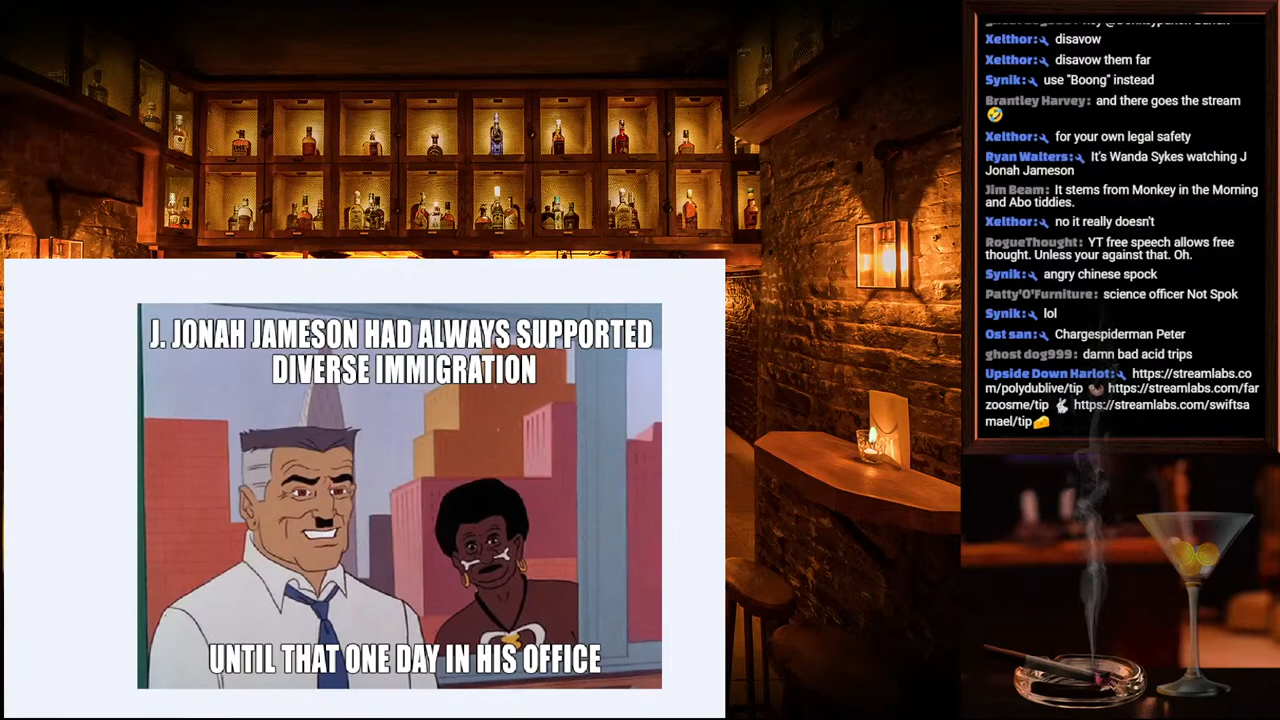 J. JONAH JAMESON HAD ALWAYS SUPPORTED
DIVERSE IMMIGRATION
UNTIL THAT ONE DAY IN HIS OFFICE
Xelthor: disavow
Xelthor: disavow them far
Synik: use "Boong" instead
Brantley Harvey: and there goes the stream
Xelthor: for your own legal safety
Ryan Walters: It's Wanda Sykes watching J
Jonah Jameson
Jim Beam: It stems from Monkey in the Morning
and Abo tiddies.
Xelthor: no it really doesn't
RogueThought: YT free speech allows free
thought. Unless your against that. Oh.
Synik: angry chinese spock
Patty'O'Furniture: science officer Not Spok
Synik: lol
Ost san: Chargespiderman Peter
ghost dog999: damn bad acid trips
Upside Down Harlot: https://streamlabs.co
m/polydublive/tip https://streamlabs.com/far
zoosme/tip https://streamlabs.com/swiftsa
mael/tip